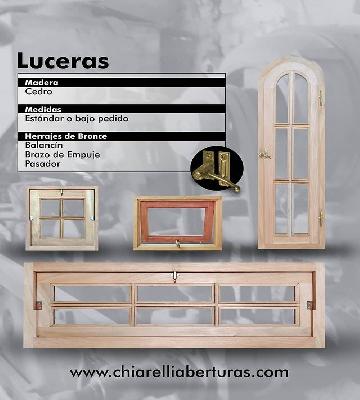 Luceras
Madera
Cedro
Medidas
Estándar o bajo pedido
Herrajes de Bronce
Balancín
Brazo de Empuje
Pasador
www.chiarelliaberturas.com